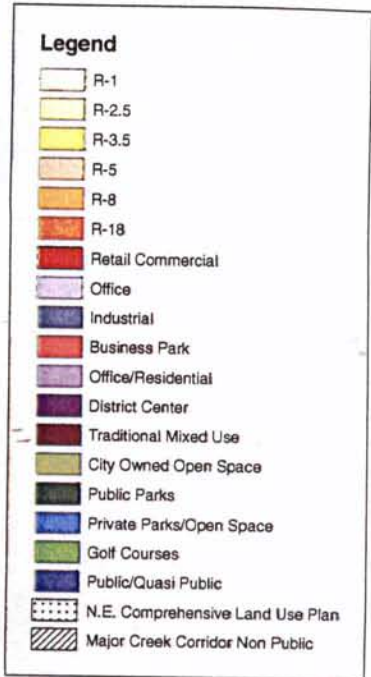 Legend
R-1
R-2.5
R-3.5
R-5
R-8
R-18
Retail Commercial
Office
Industrial
Business Park
Office/Residential
District Center
Traditional Mixed Use
City Owned Open Space
Public Parks
Private Parks/Open Space
Golf Courses
Public/Quasi Public
N.E. Comprehensive Land Use Plan
Major Creek Corridor Non Public